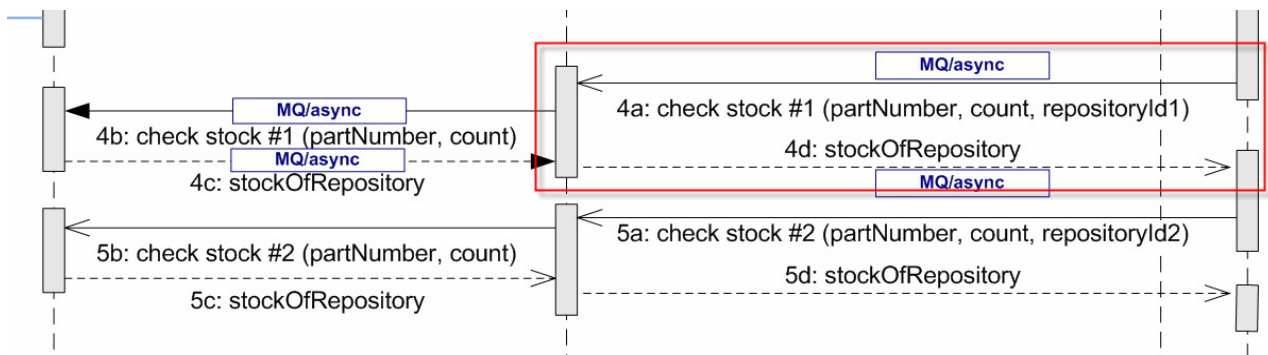 MQ/async
MQ/async
4a: check stock #1 (partNumber, count, repositoryId1)
4b: check stock #1 (partNumber, count)
4d: stockOfRepository
MQ/async
4c: stockOfRepository
MQ/async
5a: check stock #2 (partNumber, count, repositoryId2)
5b: check stock #2 (partNumber, count)
5d: stockOfRepository
5c: stockOfRepository